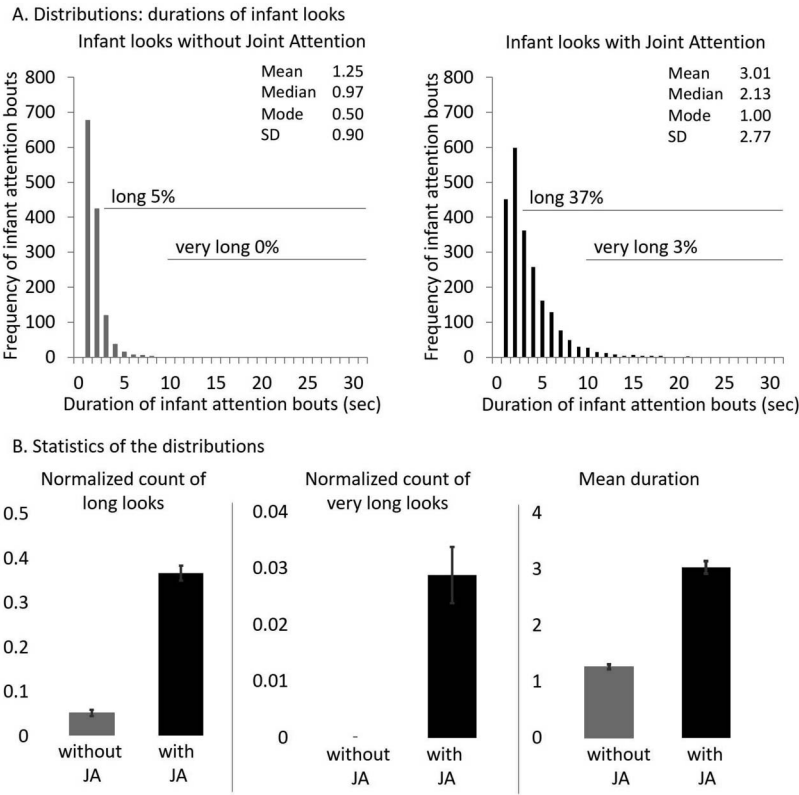 A. Distributions: durations of infant looks
Infant looks without Joint Attention
Mean 1.25
Median 0.97
Mode 0.50
SD 0.90
800
700
600
500
400
300
200
100
0
Frequency of infant attention bouts
long 5%
very long 0%
0 5 10 15 20 25 30
Duration of infant attention bouts (sec)
Infant looks with Joint Attention
Mean 3.01
Median 2.13
Mode 1.00
SD 2.77
800
700
600
500
400
300
200
100
0
Frequency of infant attention bouts
long 37%
very long 3%
0 5 10 15 20 25 30
Duration of infant attention bouts (sec)
B. Statistics of the distributions
Normalized count of
long looks
0.5
0.4
0.3
0.2
0.1
0
without with
JA JA
Normalized count of
very long looks
0.04
0.03
0.02
0.01
0
without with
JA JA
Mean duration
4
3
2
1
0
without with
JA JA